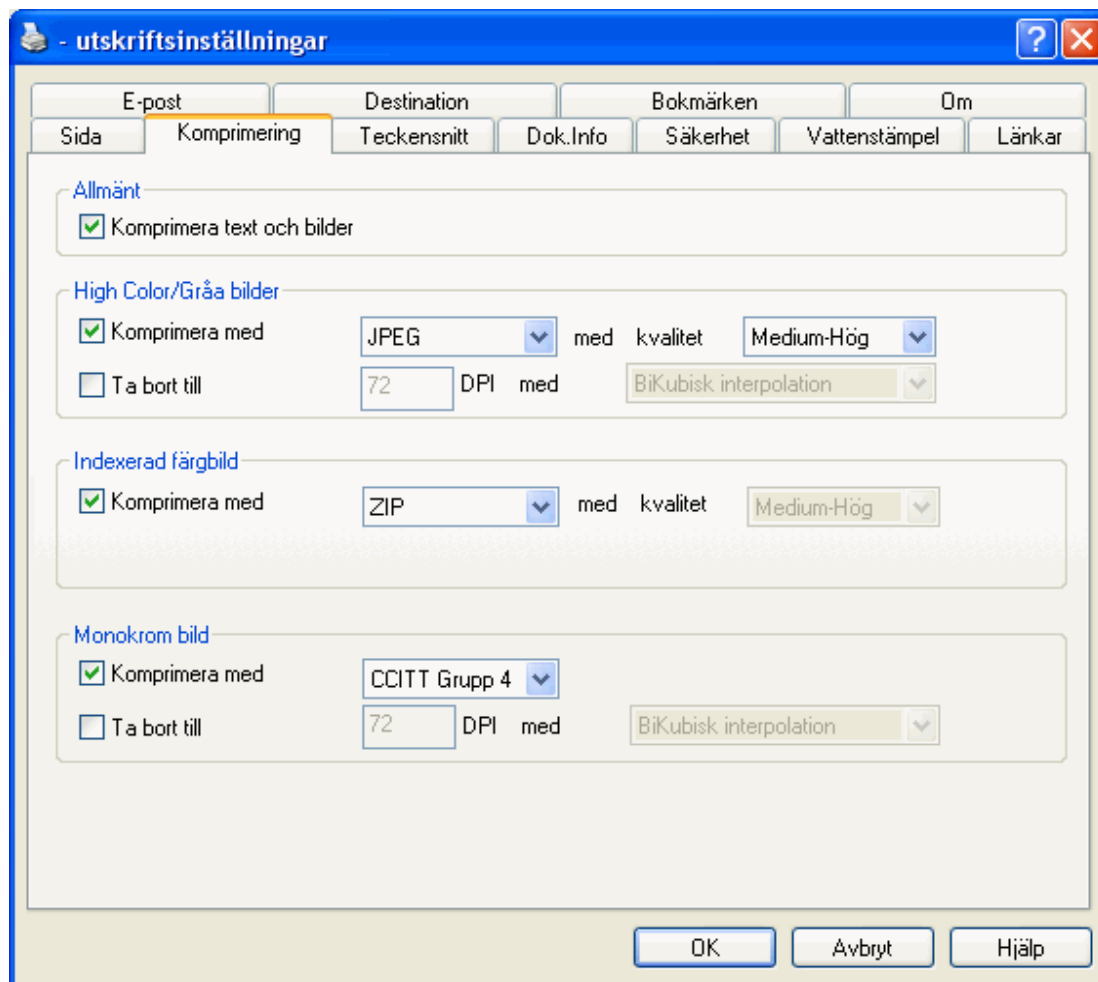 - utskriftsinställningar
E-post Destination Bokmärken Om
Sida Komprimering Teckensnitt Dok.Info Säkerhet Vattenstämpel Länkar
Allmänt
Komprimera text och bilder
High Color/Gråa bilder
Komprimera med JPEG med kvalitet Medium-Hög
Ta bort till 72 DPI med BiKubisk interpolation
Indexerad färgbild
Komprimera med ZIP med kvalitet Medium-Hög
Monokrom bild
Komprimera med CCITT Grupp 4
Ta bort till 72 DPI med BiKubisk interpolation
OK Avbryt Hjälp